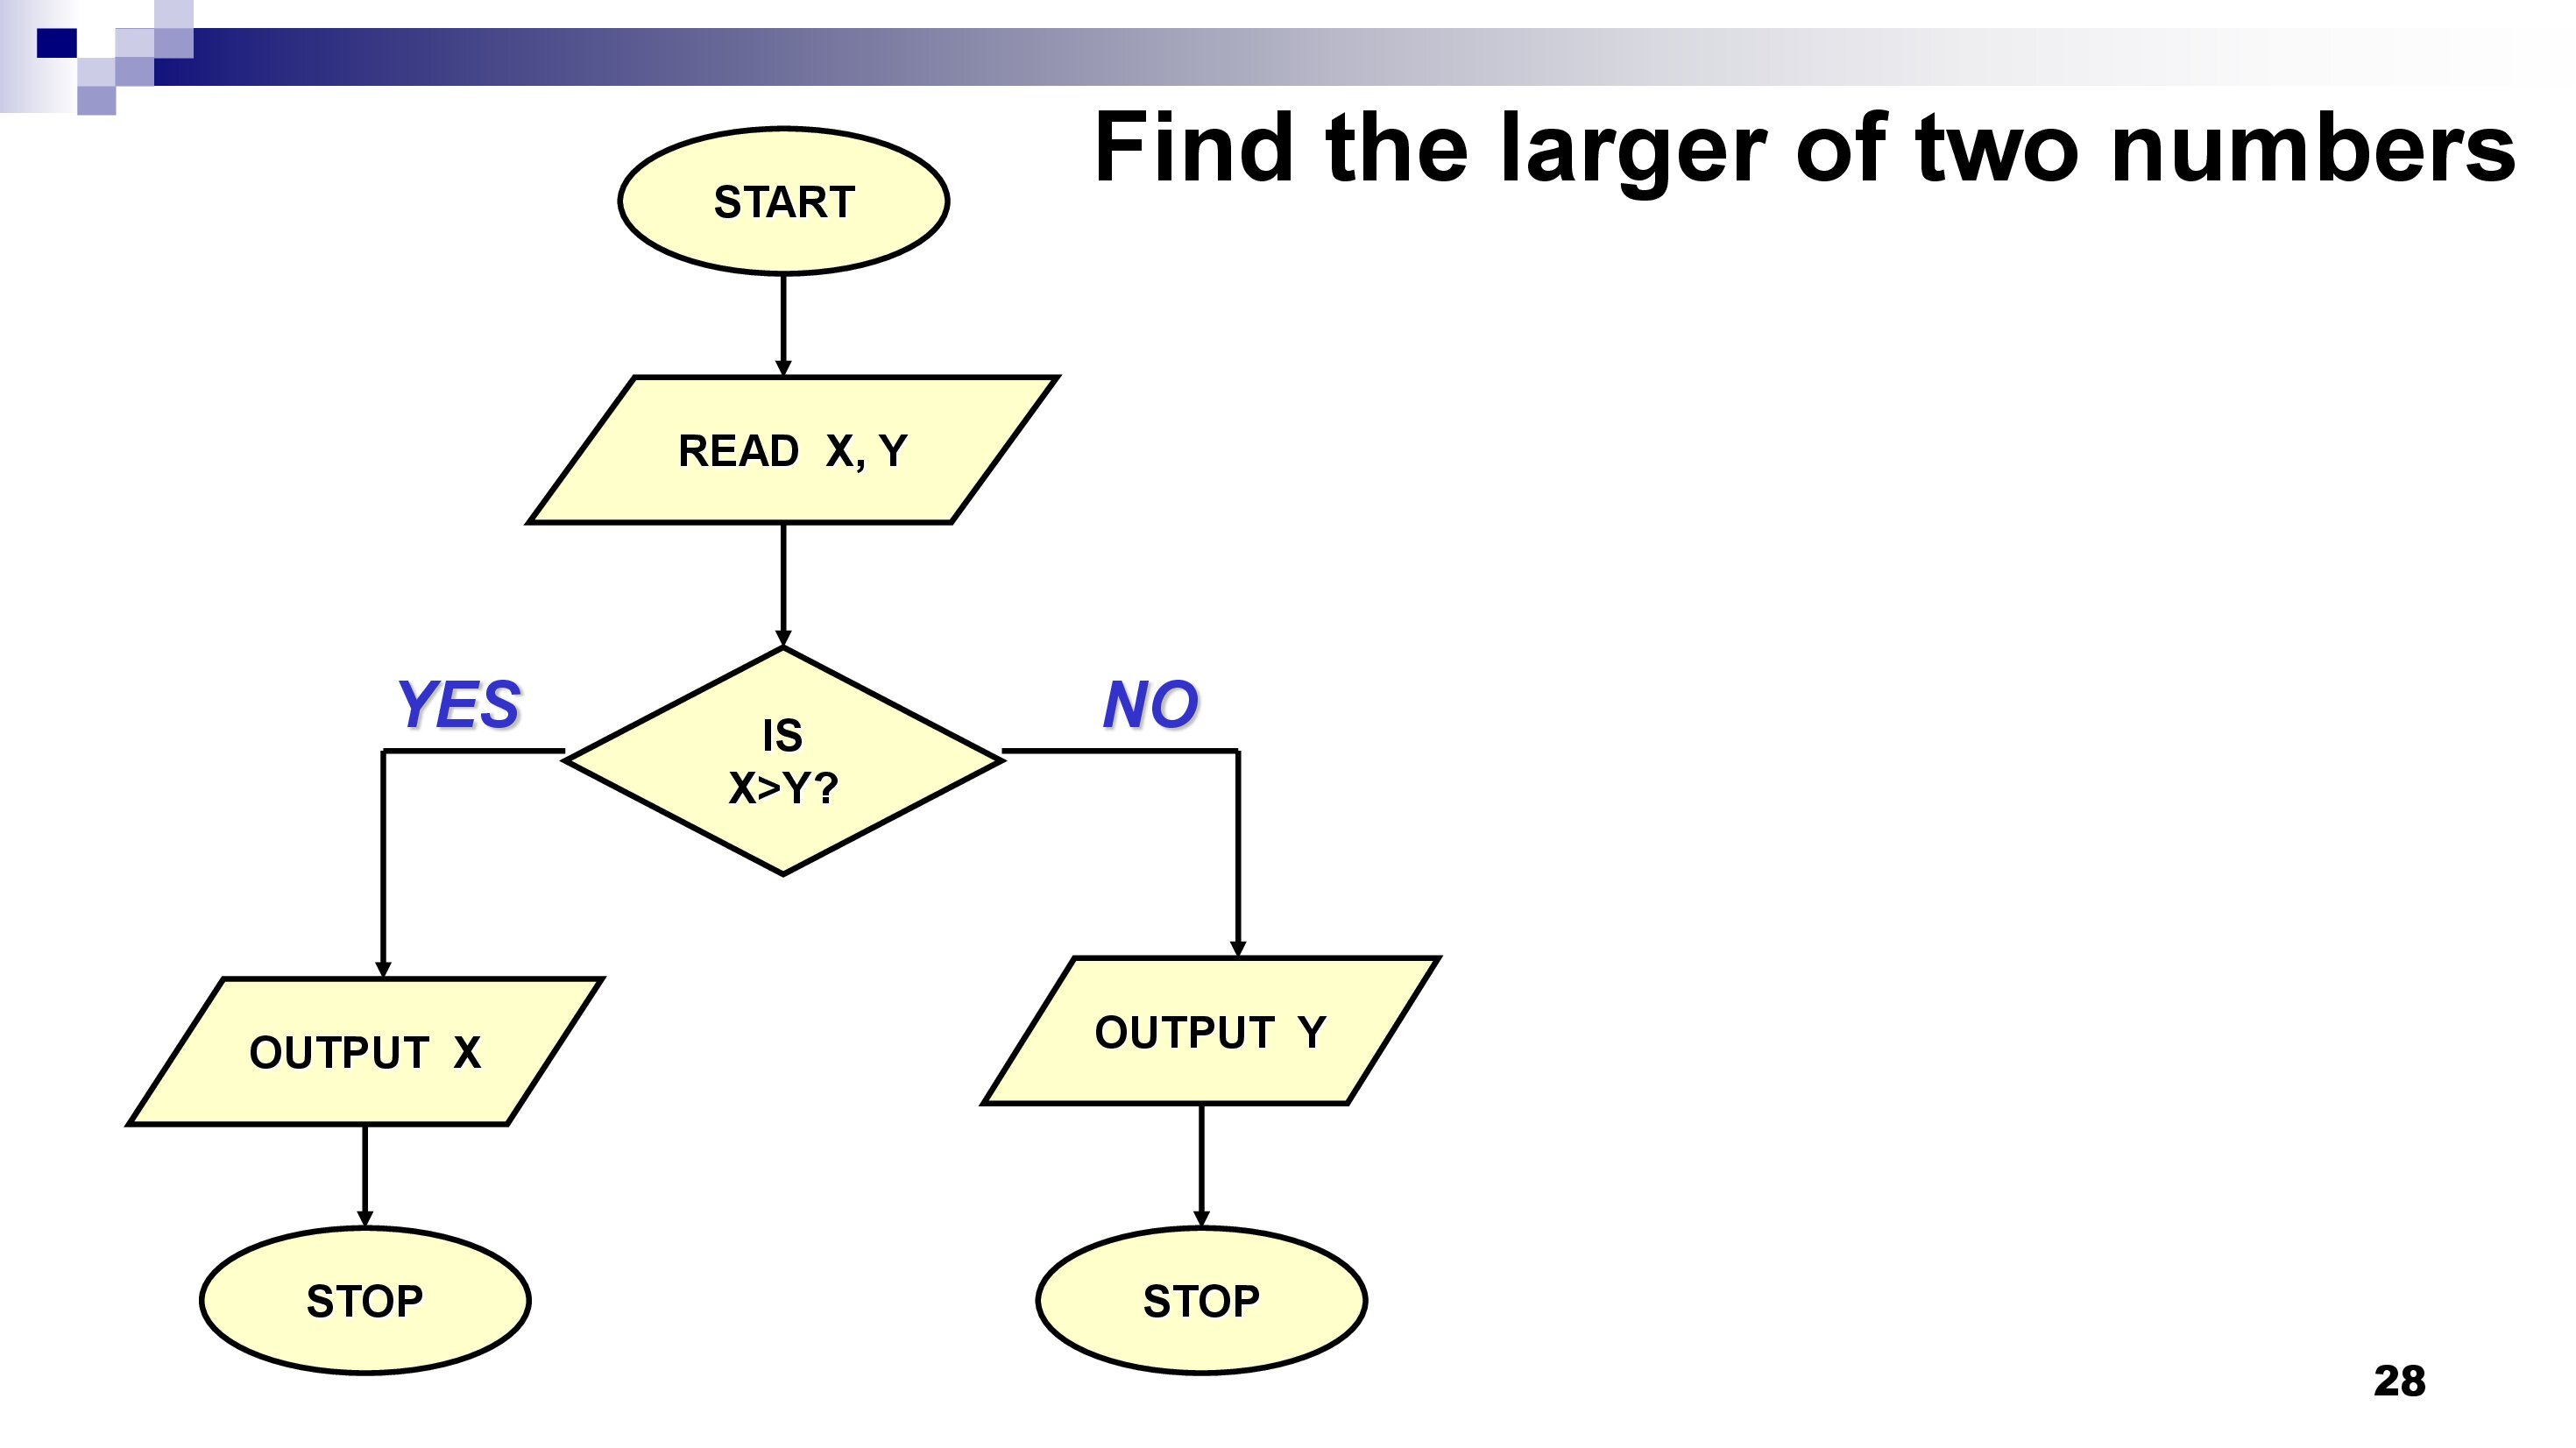 Find the larger of two numbers
START
READ X, Y
YES
IS
X>Y?
NO
OUTPUT X
OUTPUT Y
STOP
STOP
28